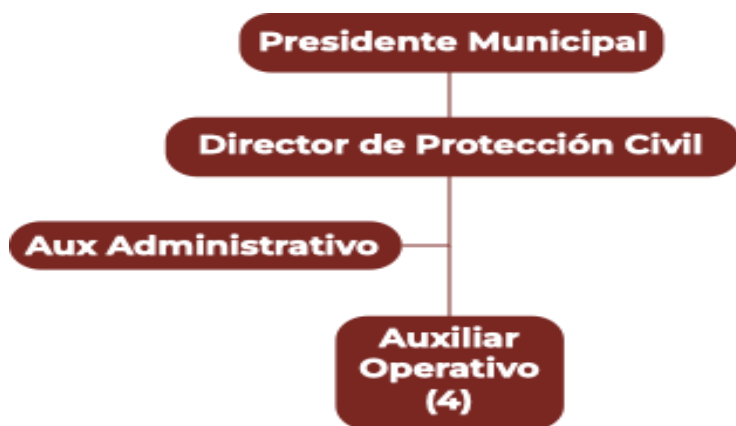 Presidente Municipal
Director de Protección Civil
Aux Administrativo
Auxiliar
Operativo
(4)